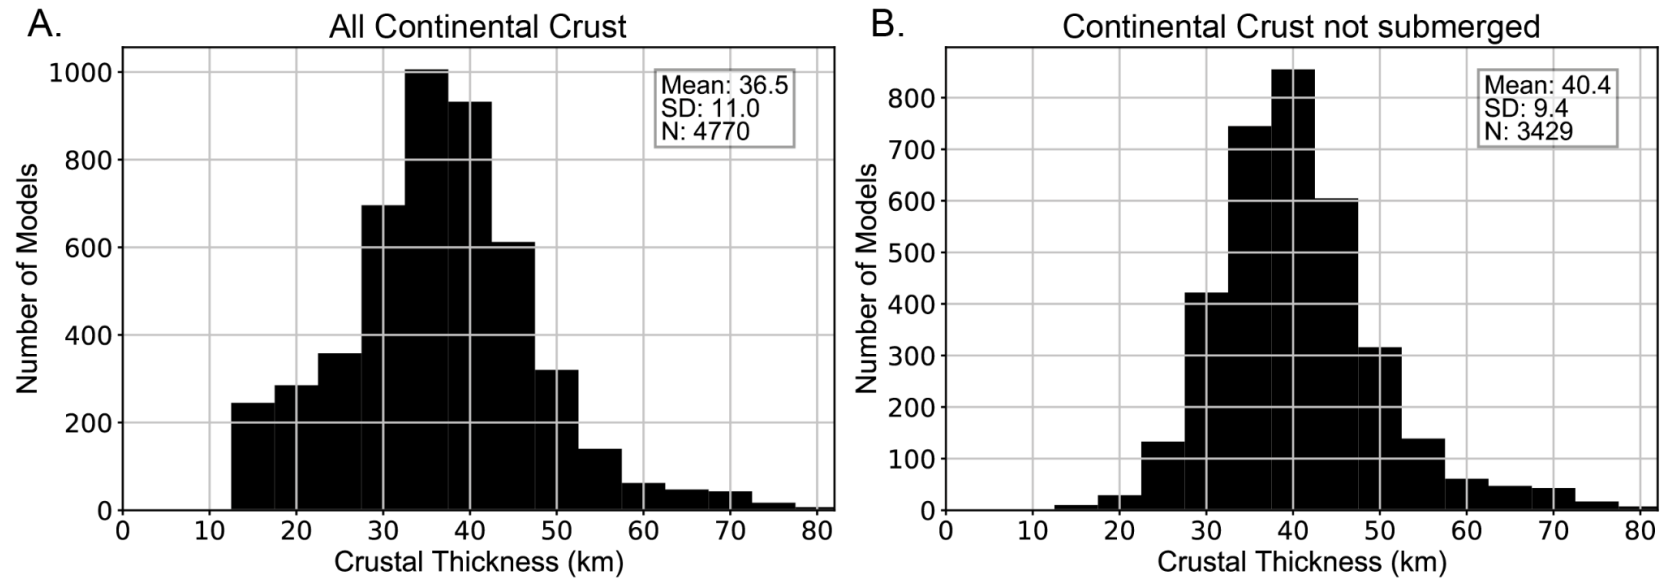 A.
All Continental Crust
Mean: 36.5
SD: 11.0
N: 4770
Number of Models
1000
800
600
400
200
0
0 10 20 30 40 50 60 70 80
Crustal Thickness (km)
B.
Continental Crust not submerged
Mean: 40.4
SD: 9.4
N: 3429
Number of Models
800
700
600
500
400
300
200
100
0
0 10 20 30 40 50 60 70 80
Crustal Thickness (km)